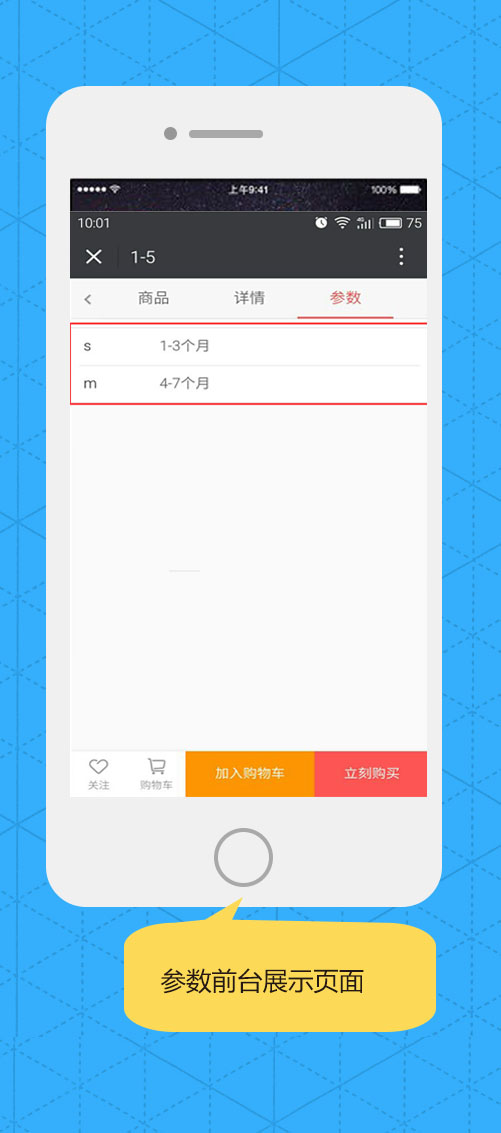 上午9:41
100%
10:01
4G
75
1-5
商品 详情 参数
s 1-3个月
m 4-7个月
关注 购物车 加入购物车 立刻购买
参数前台展示页面